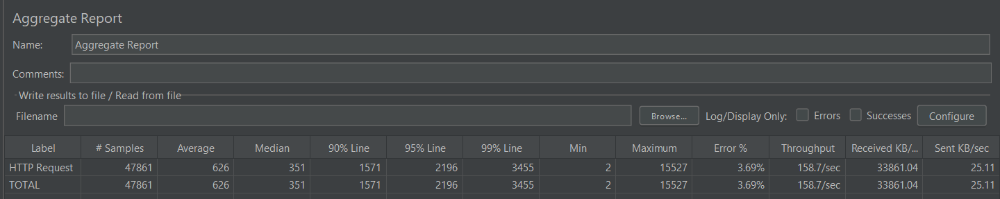 Aggregate Report
Name: Aggregate Report
Comments:
Write results to file / Read from file
Filename Browse... Log/Display Only: Errors Successes Configure
Label # Samples Average Median 90% Line 95% Line 99% Line Min Maximum Error % Throughput Received KB/... Sent KB/sec
HTTP Request 47861 626 351 1571 2196 3455 2 15527 3.69% 158.7/sec 33861.04 25.11
TOTAL 47861 626 351 1571 2196 3455 2 15527 3.69% 158.7/sec 33861.04 25.11